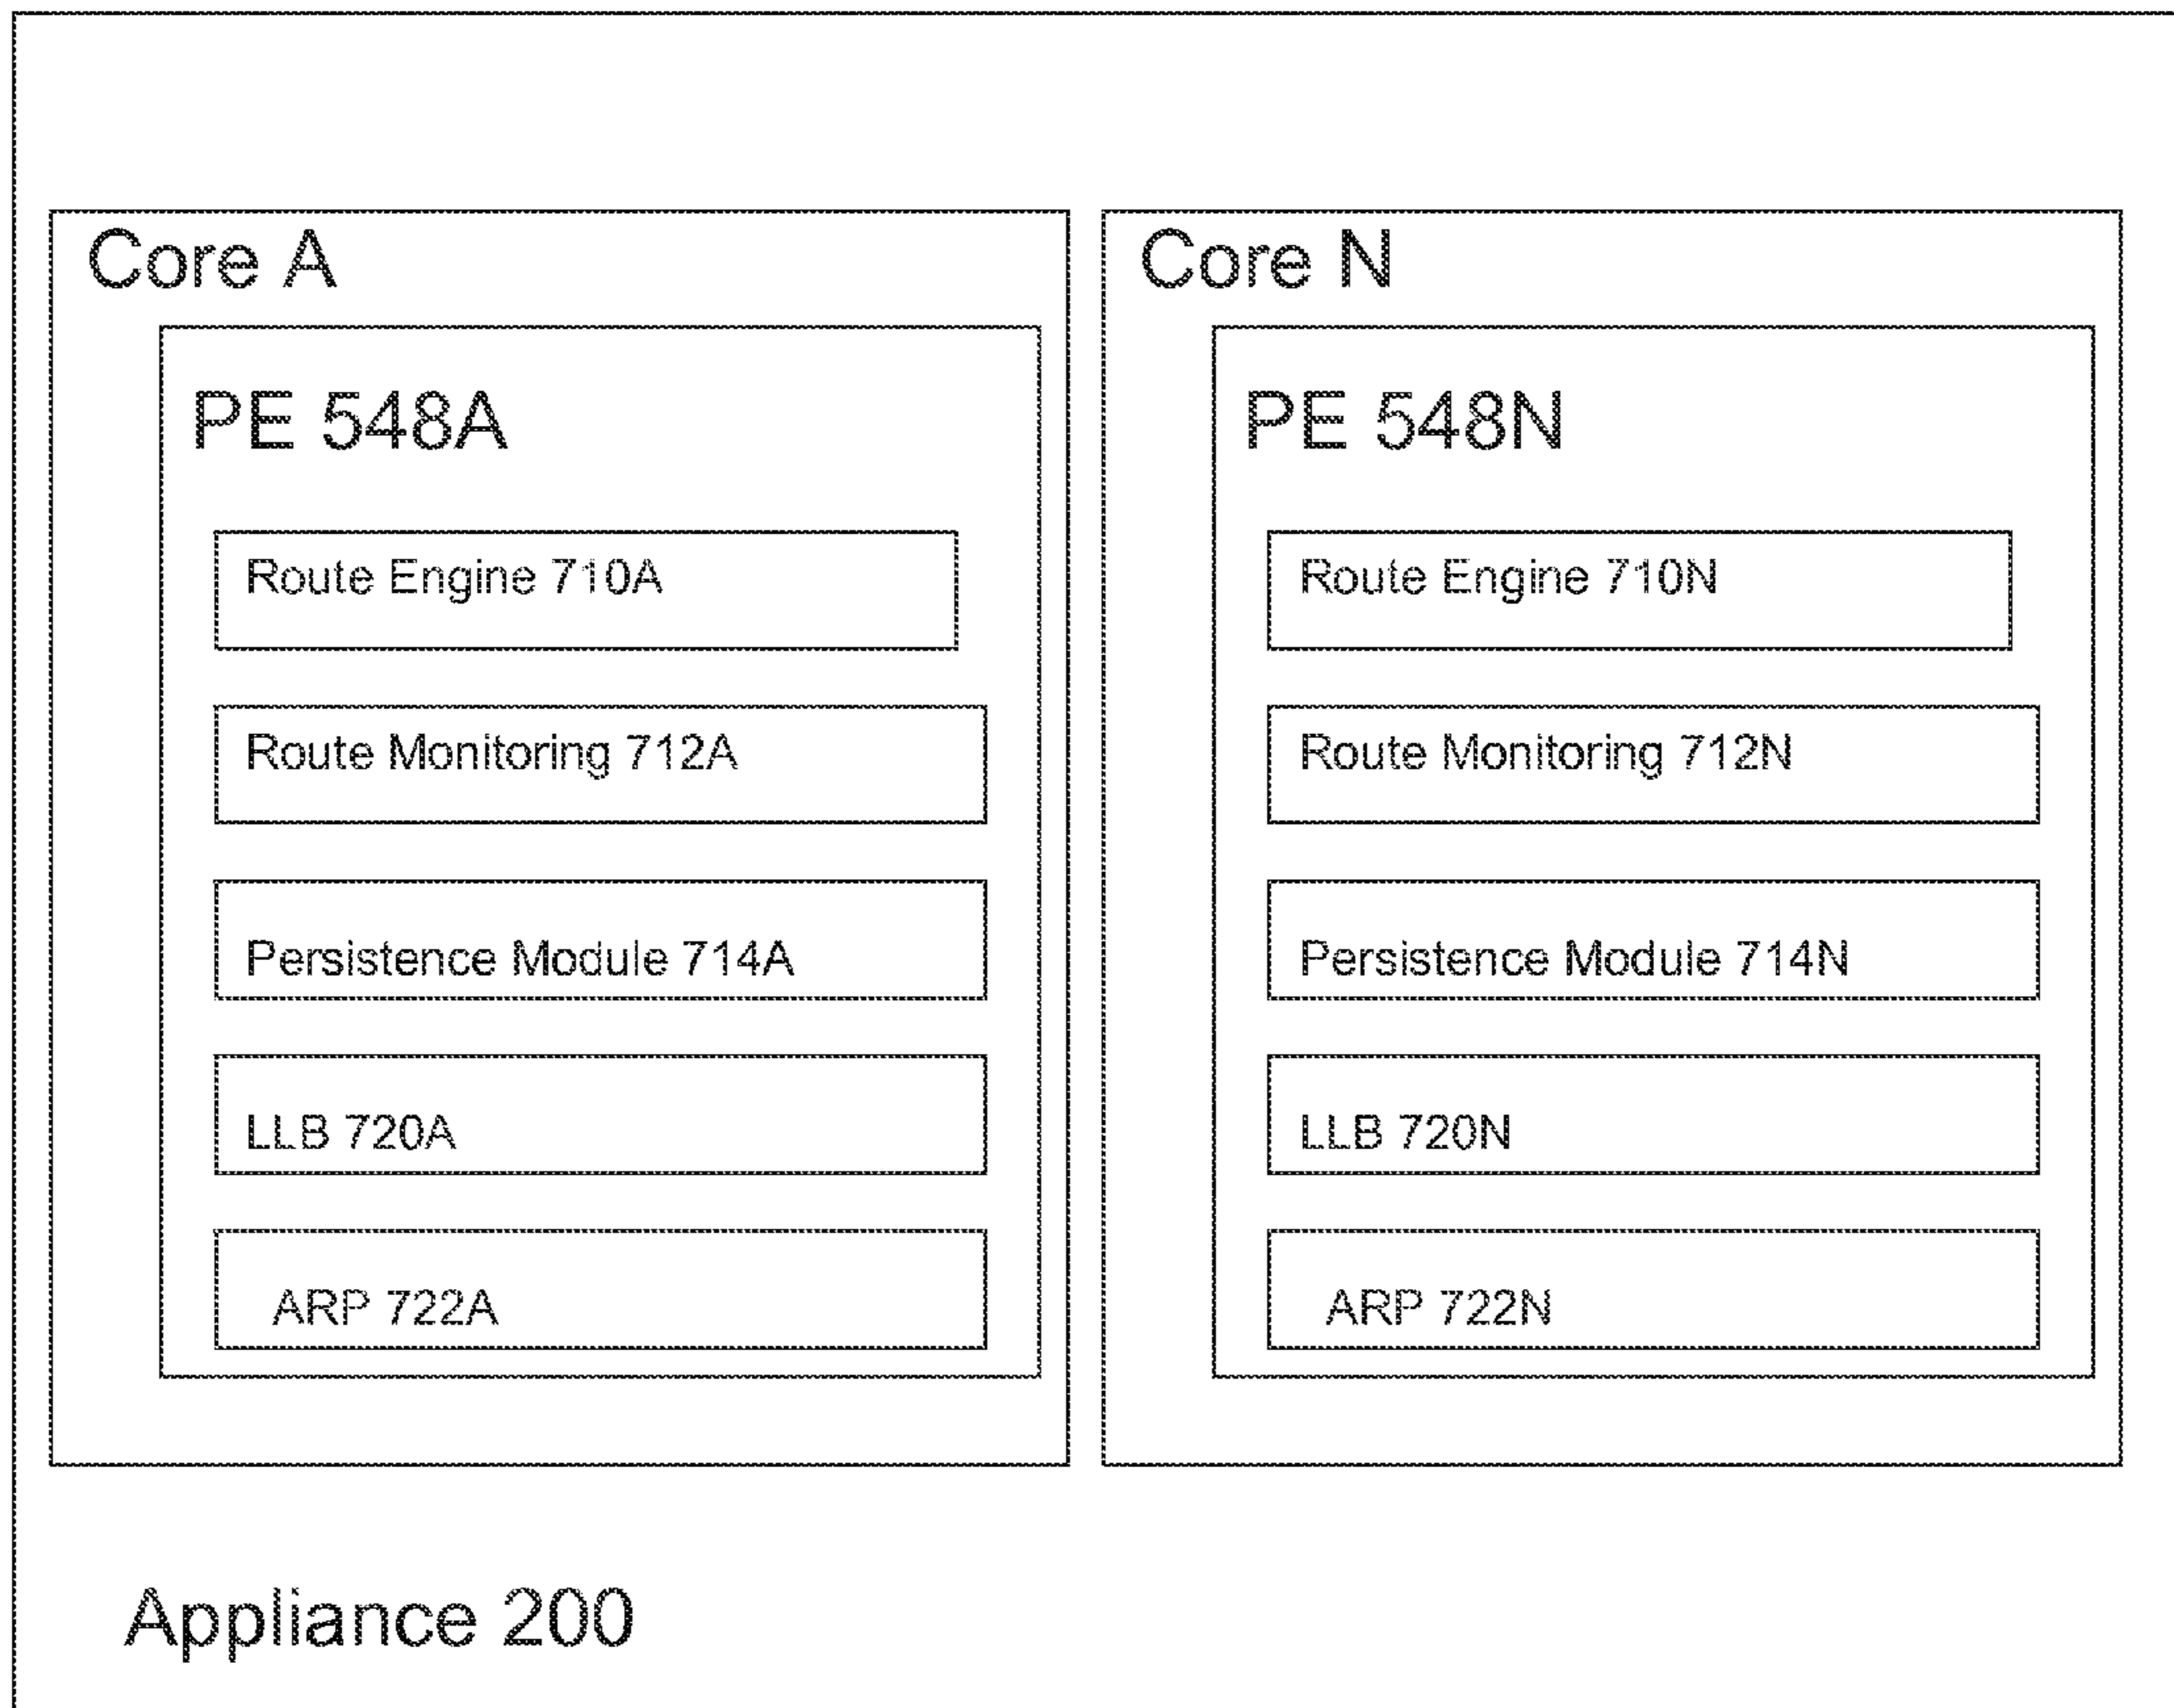 Core A
PE 548A
Route Engine 710A
Route Monitoring 712A
Persistence Module 714A
LLB 720A
ARP 722A
Core N
PE 548N
Route Engine 710N
Route Monitoring 712N
Persistence Module 714N
LLB 720N
ARP 722N
Appliance 200